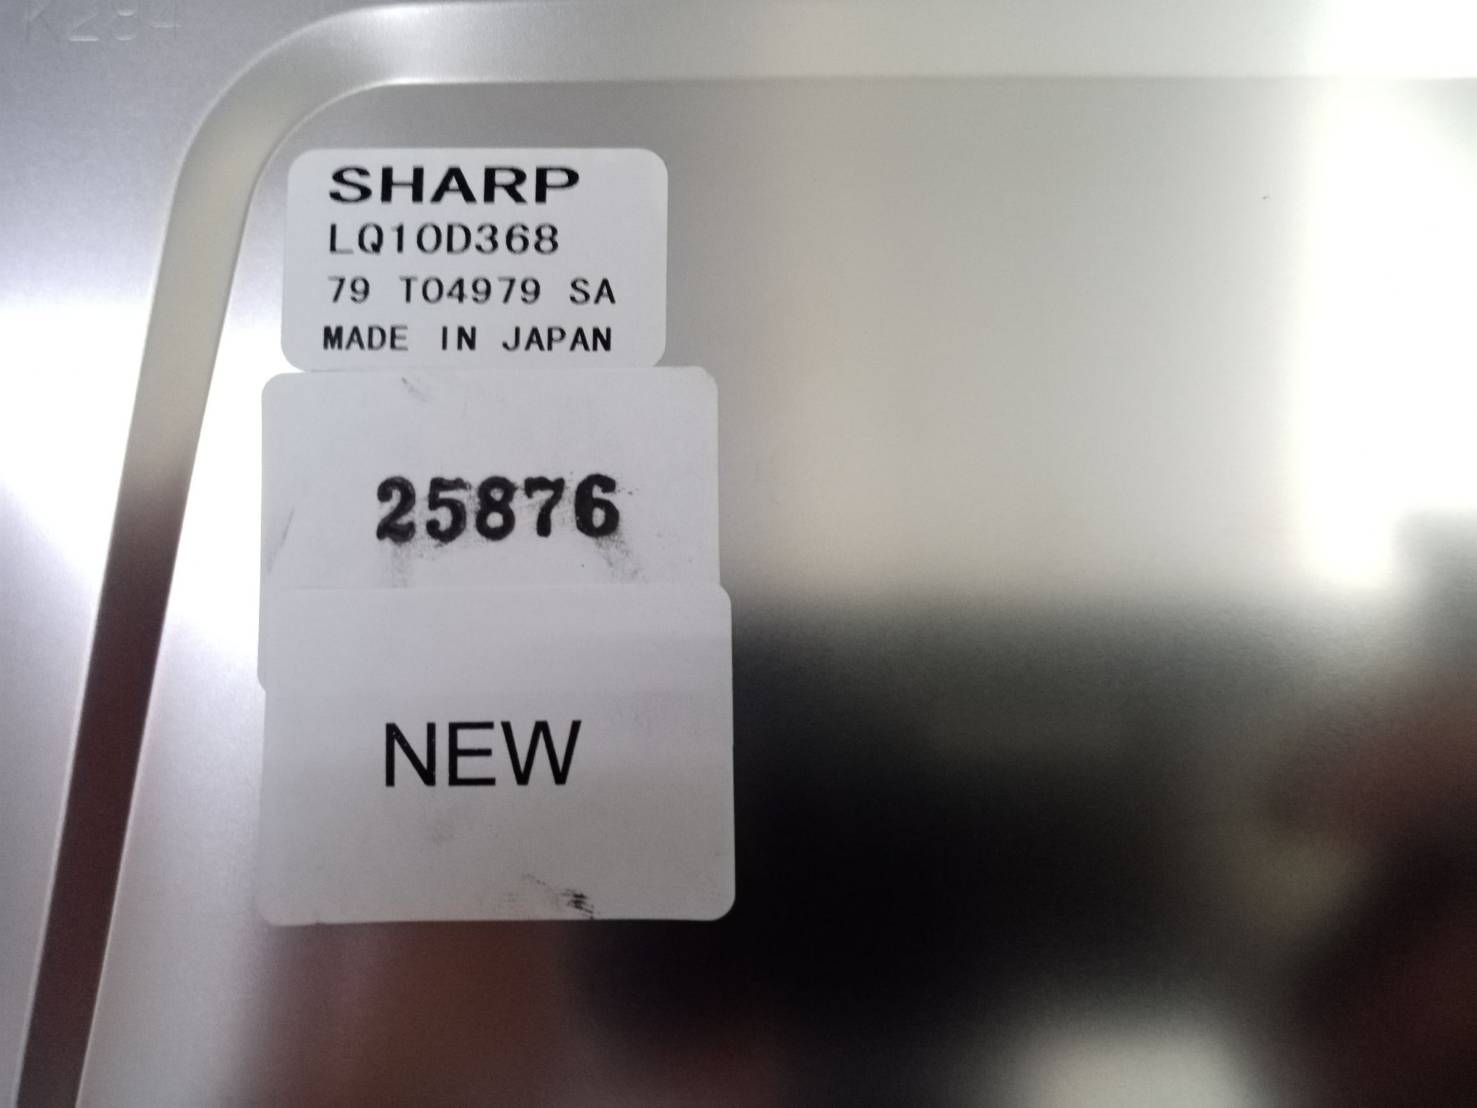 SHARP
LQ10D368
79 T04979 SA
MADE IN JAPAN
25876
NEW